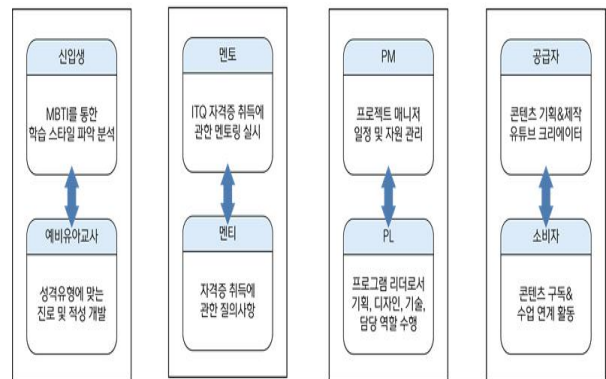 신입생
MBTI를 통한
학습 스타일 파악 분석
예비유아교사
성격유형에 맞는
진로 및 적성 개발
멘토
ITQ 자격증 취득에
관한 멘토링 실시
멘티
자격증 취득에
관한 질의사항
PM
프로젝트 매니저
일정 및 자원 관리
PL
프로그램 리더로서
기획, 디자인, 기술,
담당 역할 수행
공급자
콘텐츠 기획&제작
유튜브 크리에이터
소비자
콘텐츠 구독&
수업 연계 활동